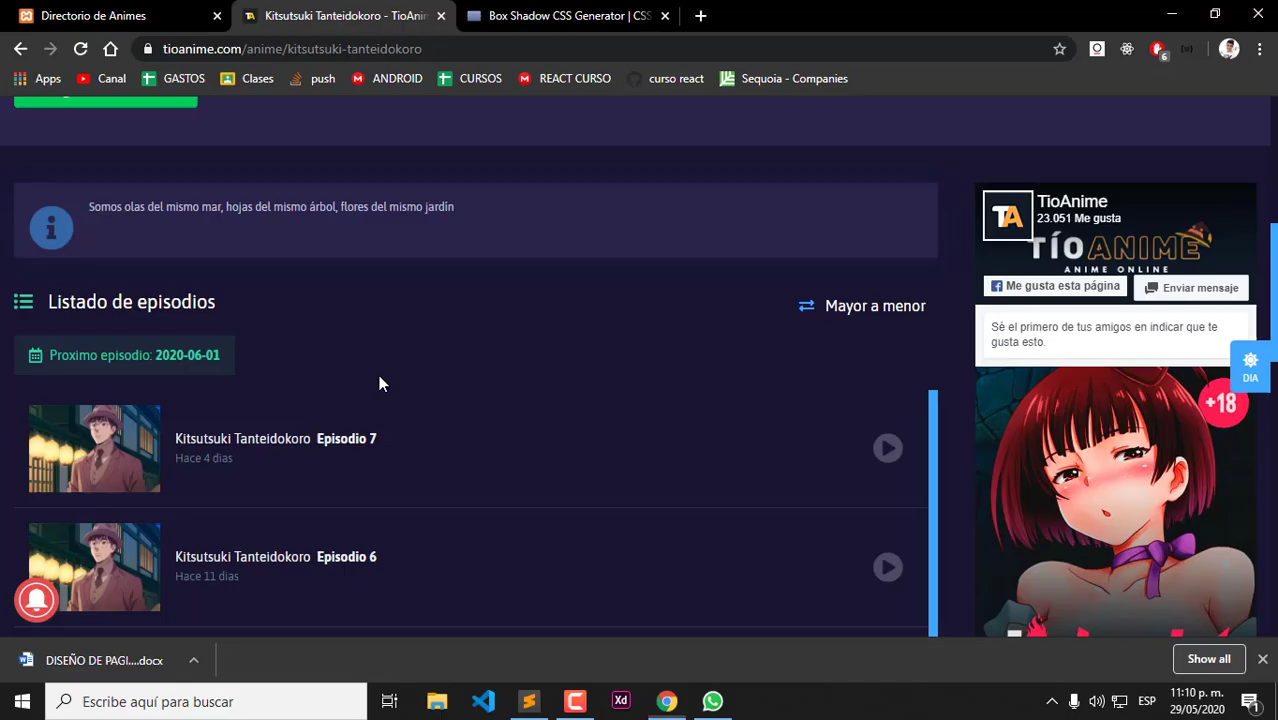 Directorio de Animes
Kitsutsuki Tanteidokoro - TioAnim
Box Shadow CSS Generator | CSS
tioanime.com/anime/kitsutsuki-tanteidokoro
6
Apps
Canal
GASTOS
Clases
push
ANDROID
CURSOS
REACT CURSO
curso react
Sequoia - Companies
Somos olas del mismo mar, hojas del mismo árbol, flores del mismo jardín
Listado de episodios
Mayor a menor
Proximo episodio: 2020-06-01
Kitsutsuki Tanteidokoro Episodio 7
Hace 4 dias
Kitsutsuki Tanteidokoro Episodio 6
Hace 11 dias
TA
TioAnime
23.051 Me gusta
TÍO ANIME
ANIME ONLINE
Me gusta esta página
Enviar mensaje
Sé el primero de tus amigos en indicar que te
gusta esto.
DIA
+18
DISEÑO DE PAGI....docx
Show all
Escribe aquí para buscar
Xd
ESP
11:10 p. m.
29/05/2020
1